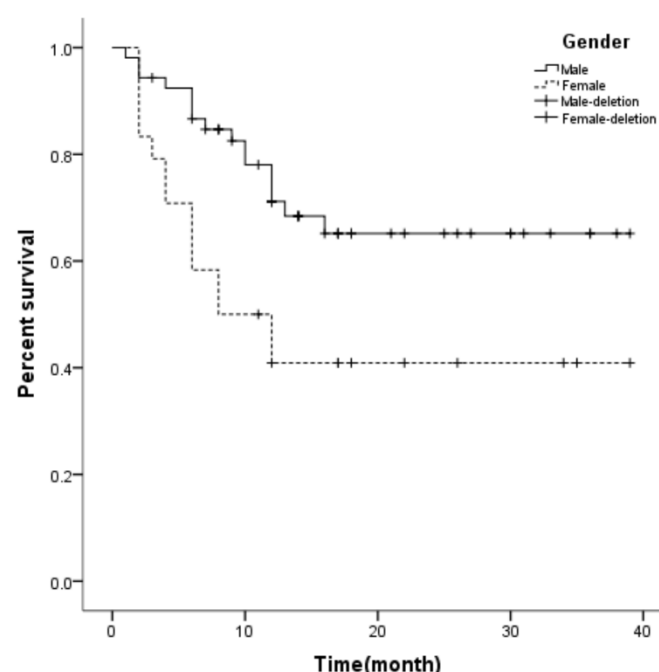 Gender
Male
Female
Male-deletion
Female-deletion
1.0
0.8
0.6
0.4
0.2
0.0
Percent survival
0 10 20 30 40
Time(month)